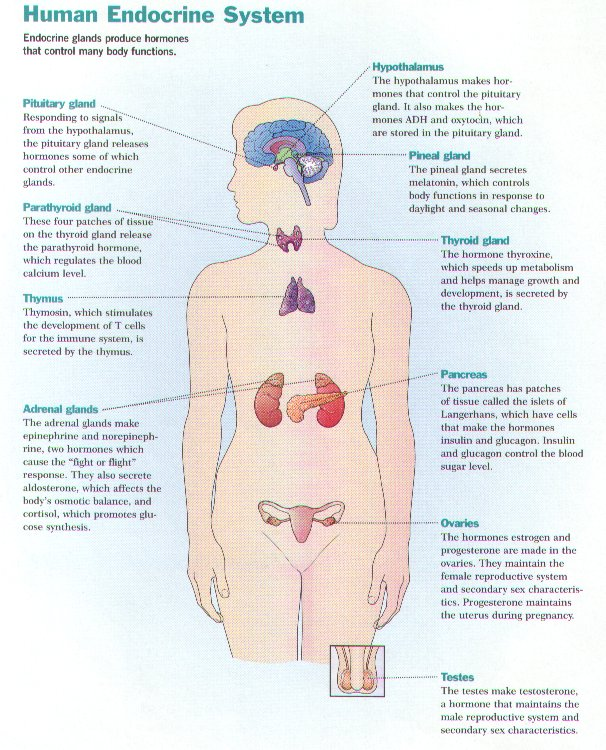 Human Endocrine System
Endocrine glands produce hormones
that control many body functions.
Hypothalamus
The hypothalamus makes hor-
mones that control the pituitary
gland. It also makes the hor-
mones ADH and oxytocin, which
are stored in the pituitary gland.
Pituitary gland
Responding to signals
from the hypothalamus,
the pituitary gland releases
hormones some of which
control other endocrine
glands.
Pineal gland
The pineal gland secretes
melatonin, which controls
body functions in response to
daylight and seasonal changes.
Parathyroid gland
These four patches of tissue
on the thyroid gland release
the parathyroid hormone,
which regulates the blood
calcium level.
Thyroid gland
The hormone thyroxine,
which speeds up metabolism
and helps manage growth and
development, is secreted by
the thyroid gland.
Thymus
Thymosin, which stimulates
the development of T cells
for the immune system, is
secreted by the thymus.
Pancreas
The pancreas has patches
of tissue called the islets of
Langerhans, which have cells
that make the hormones
insulin and glucagon. Insulin
and glucagon control the blood
sugar level.
Adrenal glands
The adrenal glands make
epinephrine and norepineph-
rine, two hormones which
cause the “fight or flight”
response. They also secrete
aldosterone, which affects the
body's osmotic balance, and
cortisol, which promotes glu-
cose synthesis.
Ovaries
The hormones estrogen and
progesterone are made in the
ovaries. They maintain the
female reproductive system
and secondary sex characteris-
tics. Progesterone maintains
the uterus during pregnancy.
Testes
The testes make testosterone,
a hormone that maintains the
male reproductive system and
secondary sex characteristics.